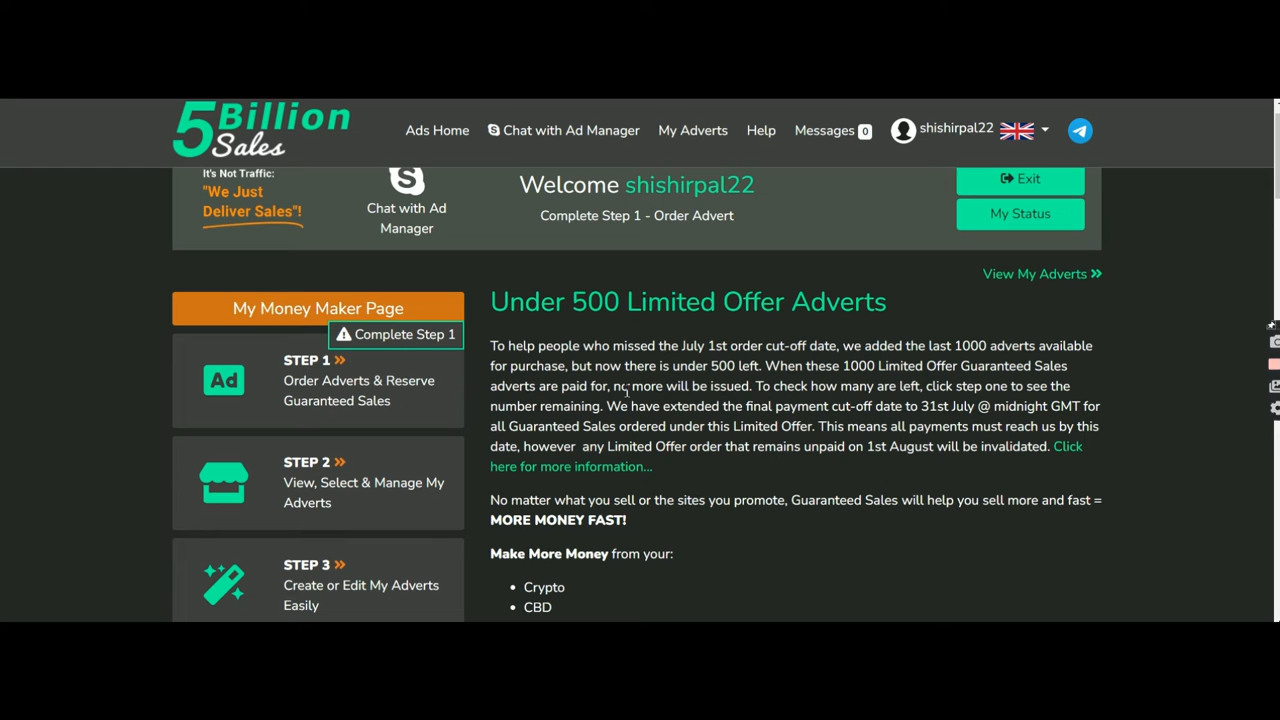 5 Billion
Sales
Ads Home
Chat with Ad Manager
My Adverts
Help
Messages 0
shishirpal22
It's Not Traffic:
"We Just
Deliver Sales"!
Chat with Ad
Manager
Welcome shishirpal22
Complete Step 1 - Order Advert
Exit
My Status
View My Adverts
My Money Maker Page
Complete Step 1
STEP 1
Ad
Order Adverts & Reserve
Guaranteed Sales
STEP 2
View, Select & Manage My
Adverts
STEP 3
Create or Edit My Adverts
Easily
Under 500 Limited Offer Adverts
To help people who missed the July 1st order cut-off date, we added the last 1000 adverts available
for purchase, but now there is under 500 left. When these 1000 Limited Offer Guaranteed Sales
adverts are paid for, no more will be issued. To check how many are left, click step one to see the
number remaining. We have extended the final payment cut-off date to 31st July @ midnight GMT for
all Guaranteed Sales ordered under this Limited Offer. This means all payments must reach us by this
date, however any Limited Offer order that remains unpaid on 1st August will be invalidated. Click
here for more information...
No matter what you sell or the sites you promote, Guaranteed Sales will help you sell more and fast =
MORE MONEY FAST!
Make More Money from your:
• Crypto
• CBD